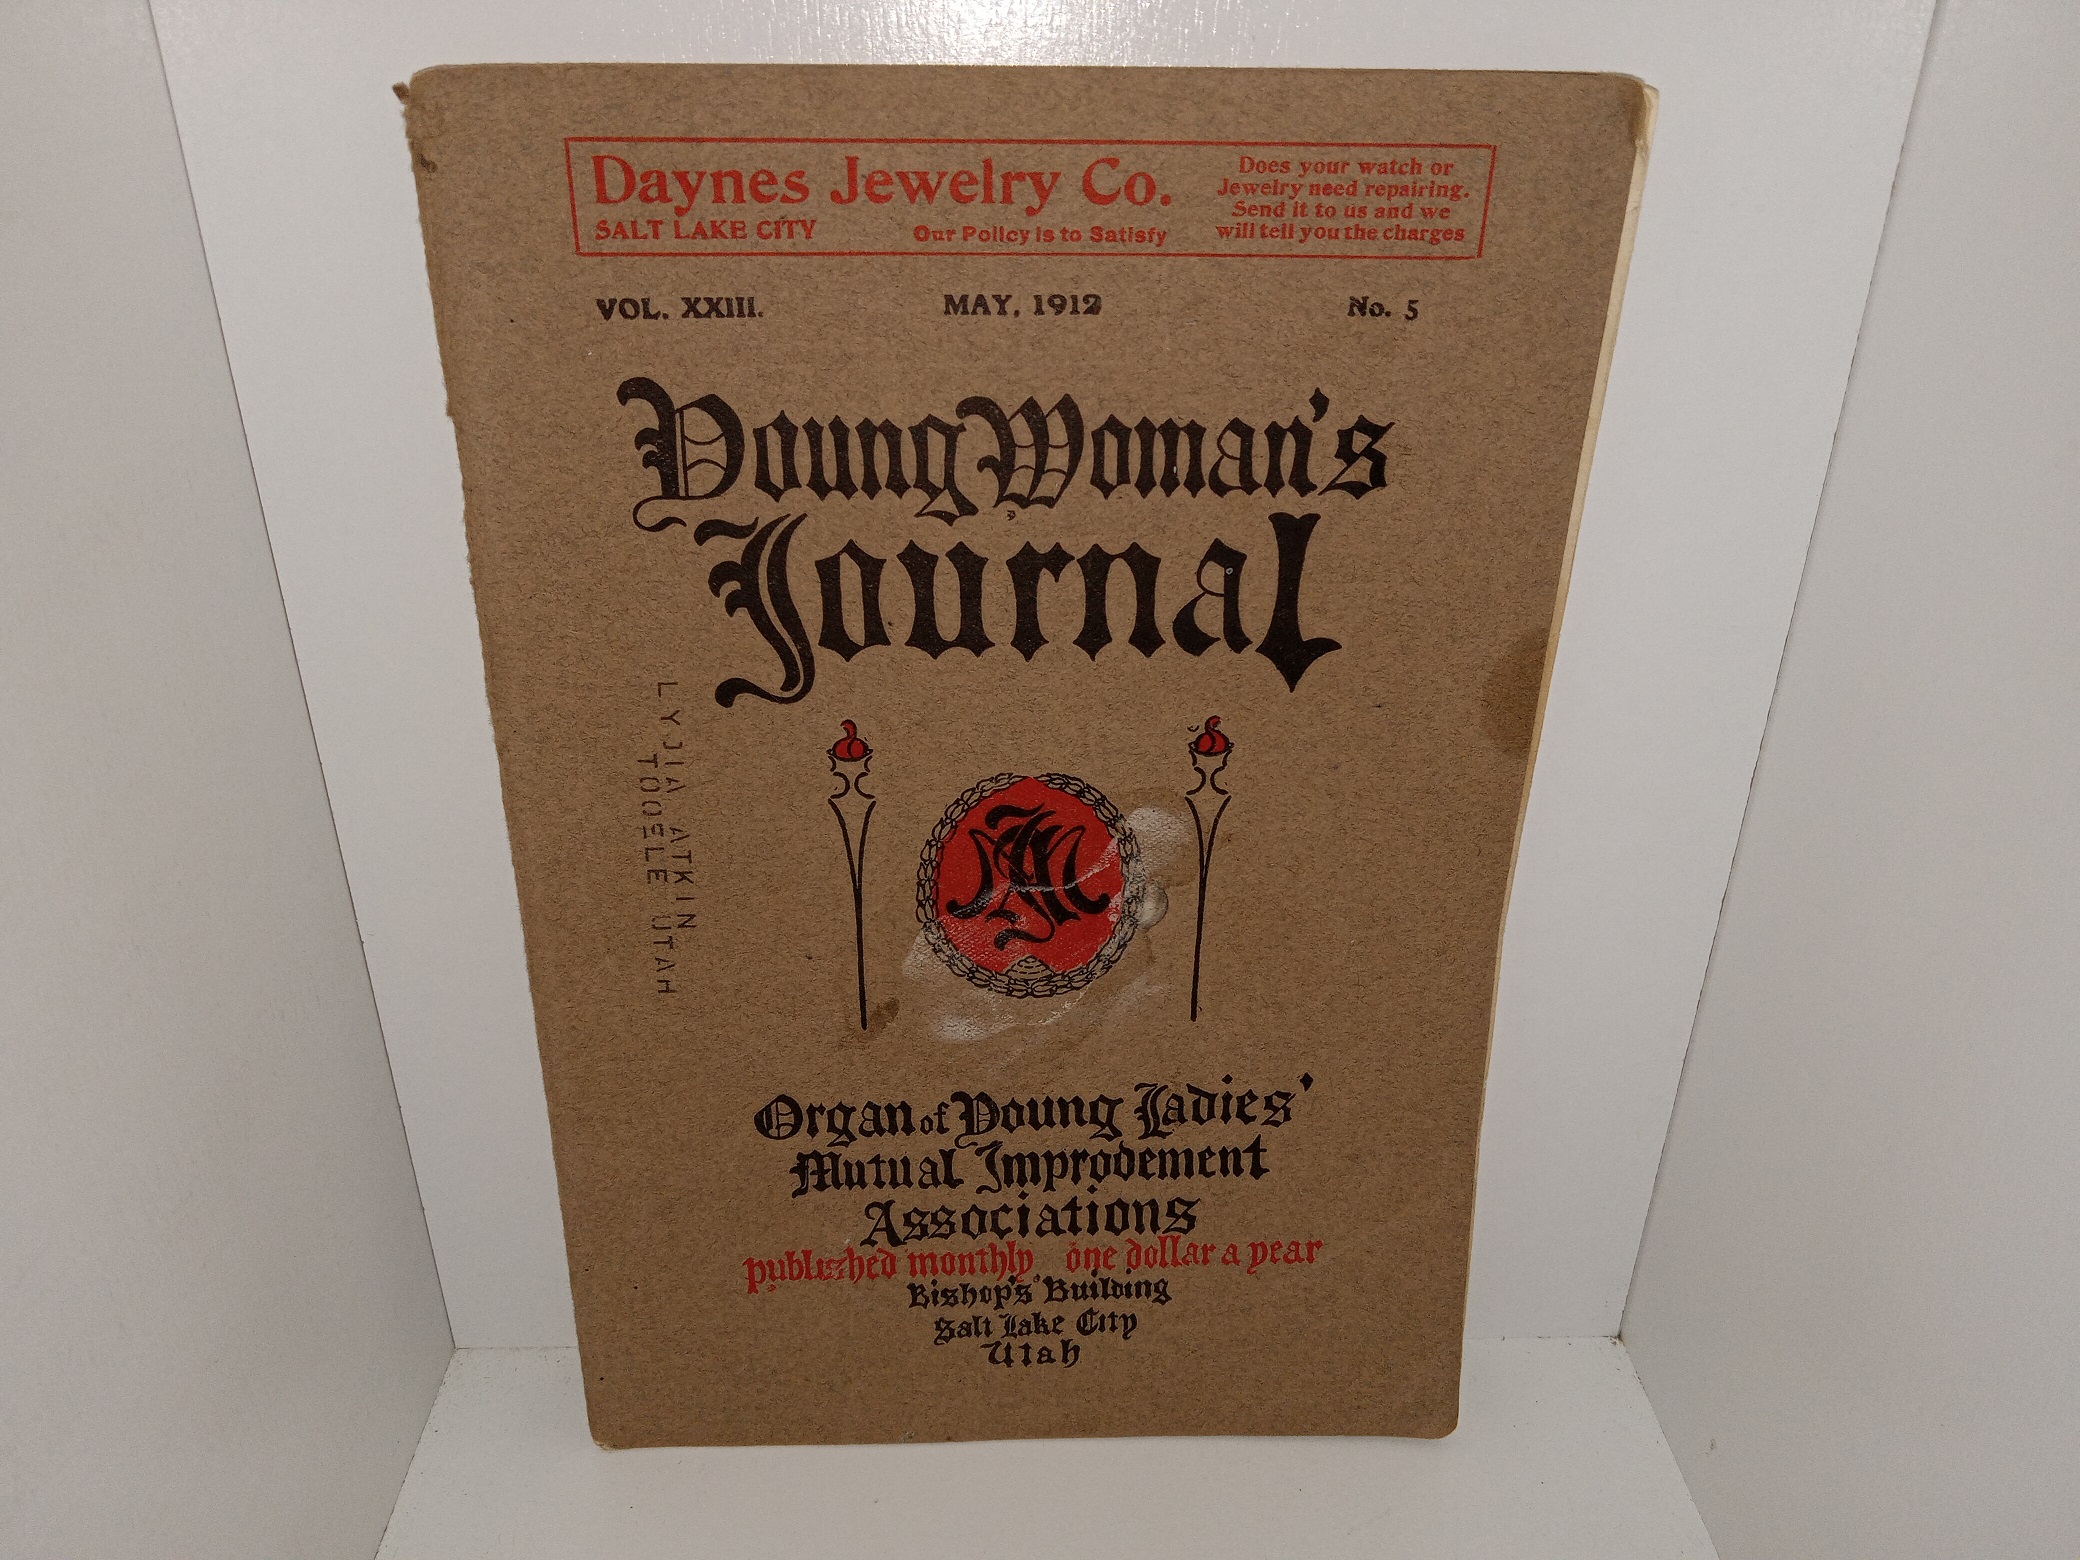 Daynes Jewelry Co.
SALT LAKE CITY
Our Policy is to Satisfy
Does your watch or
Jewelry need repairing.
Send it to us and we
will tell you the charges
VOL. XXIII.
MAY, 1912
No. 5
Young Woman's
Journal
LYDIA ATKIN
TOOELE UTAH
Organ of Young Ladies'
Mutual Improvement
Associations
published monthly one dollar a year
Bishop's Building
Salt Lake City
Utah